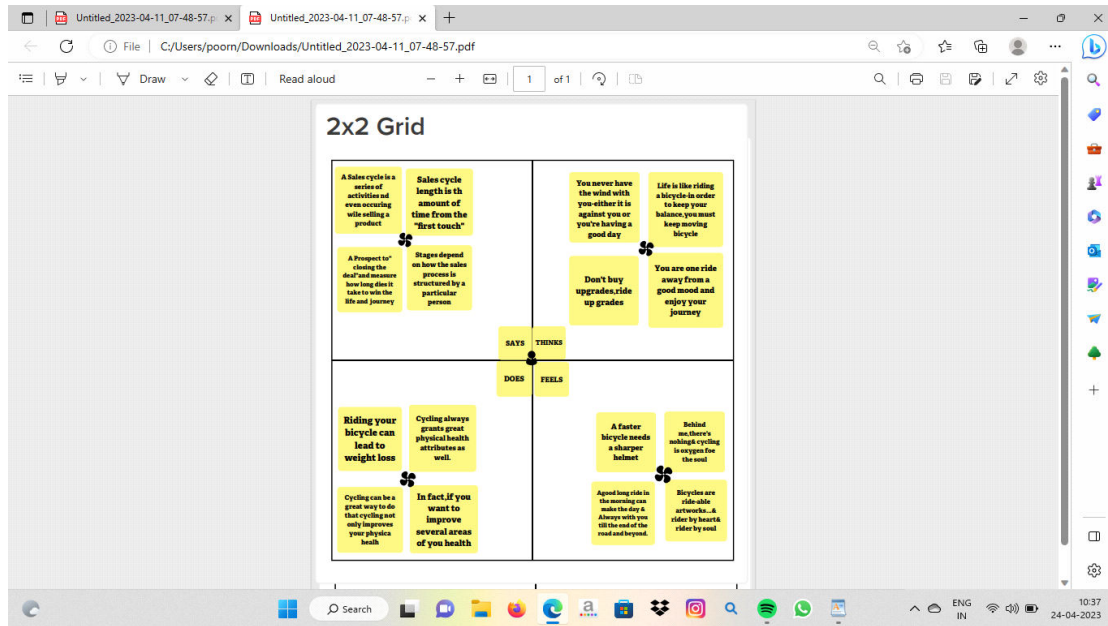 Untitled_2023-04-11_07-48-57.p
Untitled_2023-04-11_07-48-57.p
File
C:/Users/poorn/Downloads/Untitled_2023-04-11_07-48-57.pdf
Draw
Read aloud
1
of 1
2x2 Grid
A Sales cycle is a
series of
activities nd
even occuring
wile selling a
product
Sales cycle
length is th
amount of
time from the
"first touch"
A Prospect to"
closing the
deal"and measure
how long dies it
take to win the
life and journey
Stages depend
on how the sales
process is
structured by a
particular
person
You never have
the wind with
you-either it is
against you or
you're having a
good day
Life is like riding
a bicycle-in order
to keep your
balance,you must
keep moving
bicycle
Don't buy
upgrades,ride
up grades
You are one ride
away from a
good mood and
enjoy your
journey
SAYS
THINKS
DOES
FEELS
Riding your
bicycle can
lead to
weight loss
Cycling always
grants great
physical health
attributes as
well.
Cycling can be a
great way to do
that cycling not
only improves
your physica
healh
In fact,if you
want to
improve
several areas
of you health
A faster
bicycle needs
a sharper
helmet
Behind
me,there's
nohing& cycling
is oxygen foe
the soul
Agood long ride in
the morning can
make the day &
Always with you
till the end of the
road and beyond.
Bicycles are
ride-able
artworks...&
rider by heart&
rider by soul
Search
ENG
IN
10:37
24-04-2023